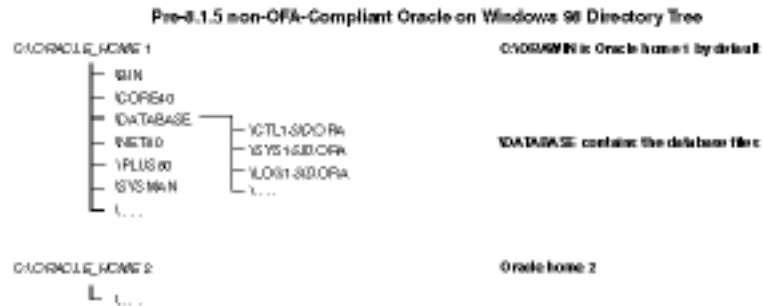 Pre-8.1.5 non-OFA-Compliant Oracle on Windows 98 Directory Tree
C:\ORACLE_HOME 1
C:\ORAWIN is Oracle home 1 by default
\BIN
\CORE40
\DATABASE
\CTL1SID.ORA
\SYS1SID.ORA
\LOG1SID.ORA
\....
\DATABASE contains the database files
\NET80
\PLUS80
\SYSMAN
\....
C:\ORACLE_HOME 2
Oracle home 2
\....